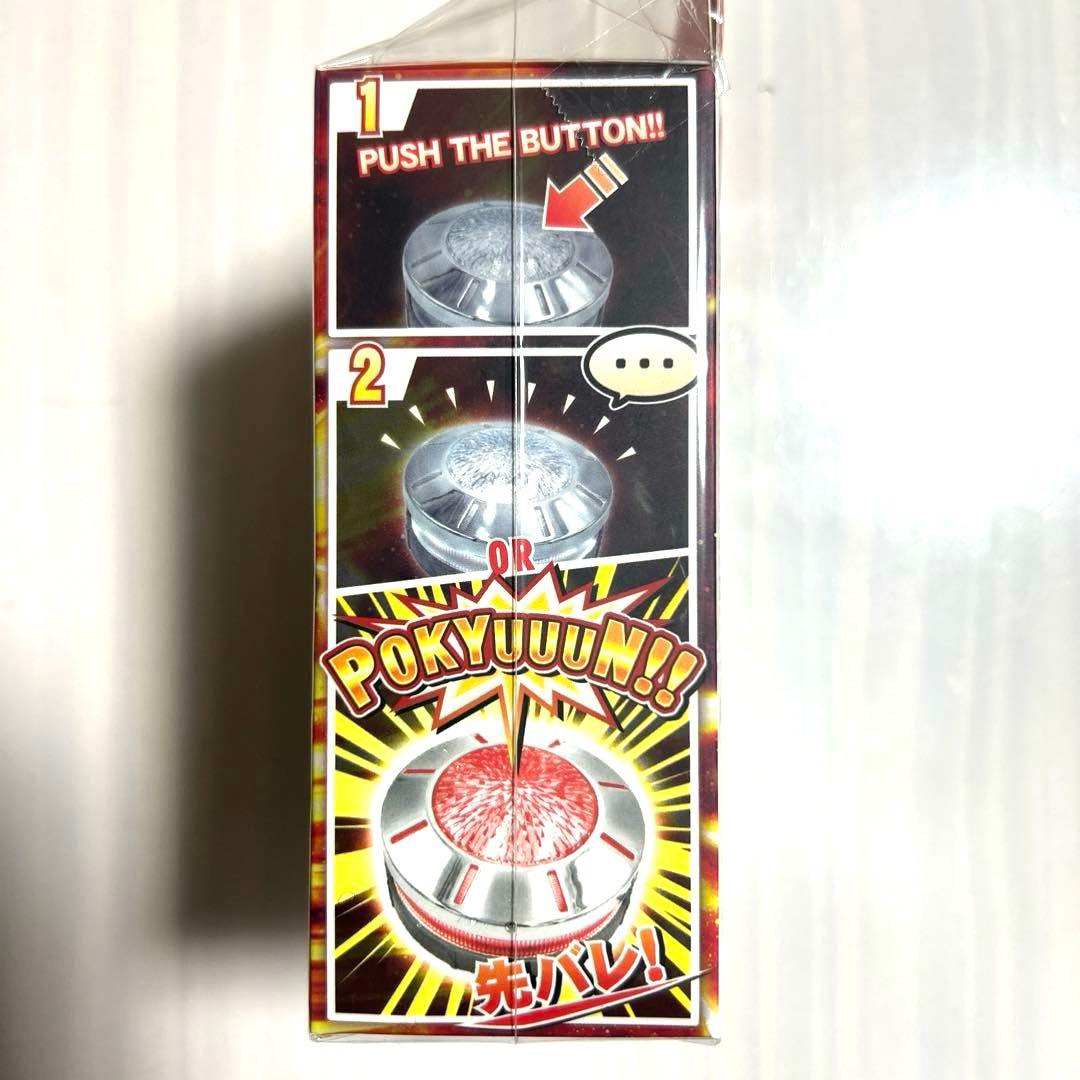 1
PUSH THE BUTTON!!
2
...
OR
POKYUUUN!!
先バレ!